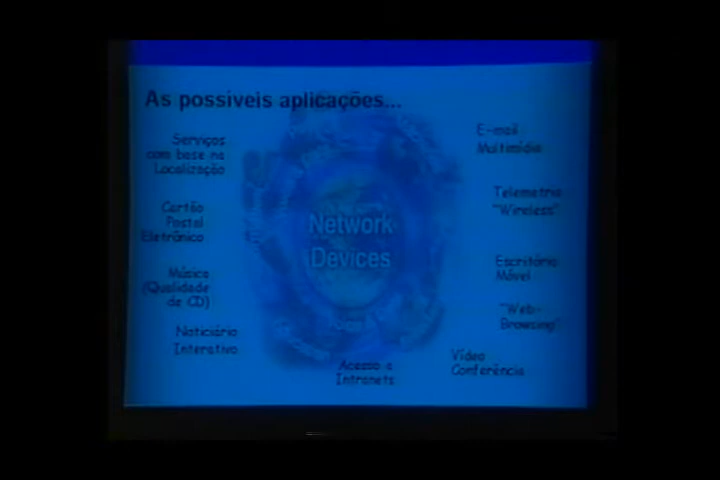 As possíveis aplicações...
Serviços
com base na
Localização
Cartão
Postal
Eletrônico
Música
(Qualidade
de CD)
Noticiário
Interativo
Network
Devices
Acesso a
Intranets
E-mail
Multimídia
Telemetria
"Wireless"
Escritório
Móvel
"Web-
Browsing"
Vídeo
Conferência